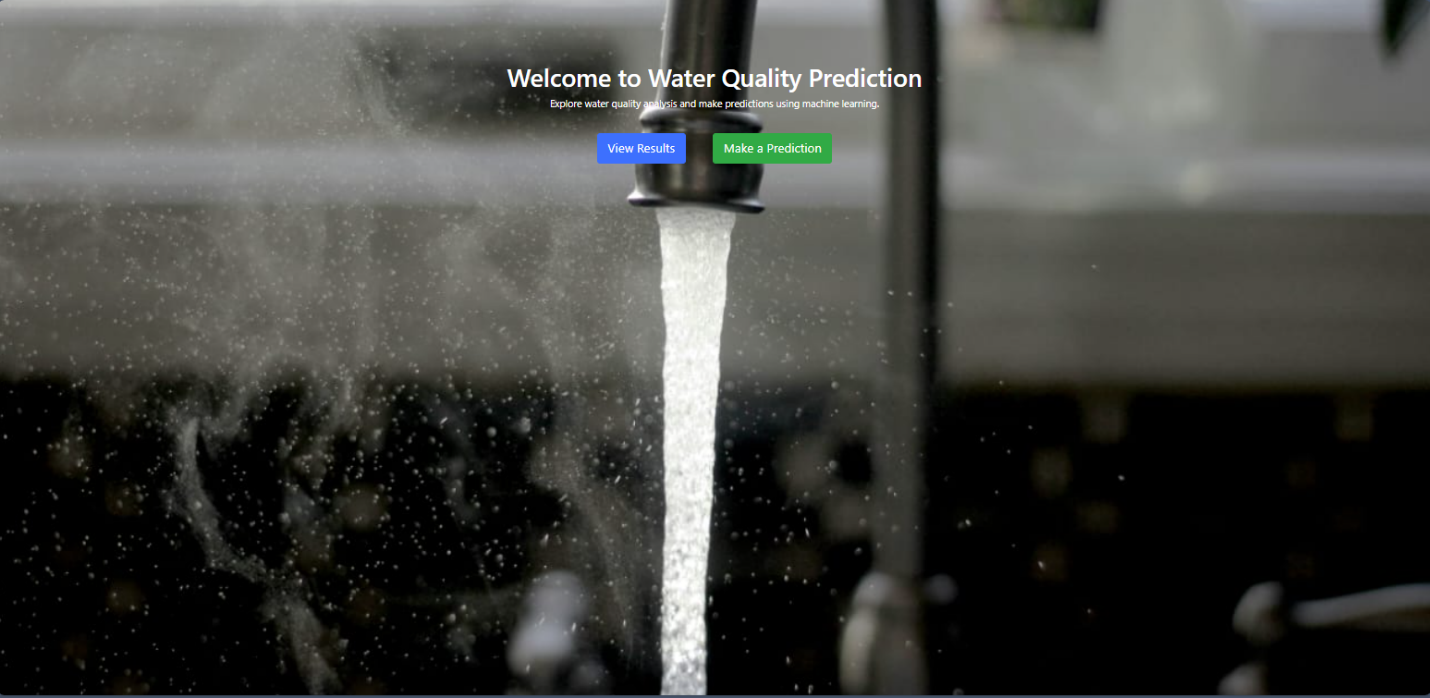 Welcome to Water Quality Prediction
Explore water quality analysis and make predictions using machine learning.
View Results
Make a Prediction